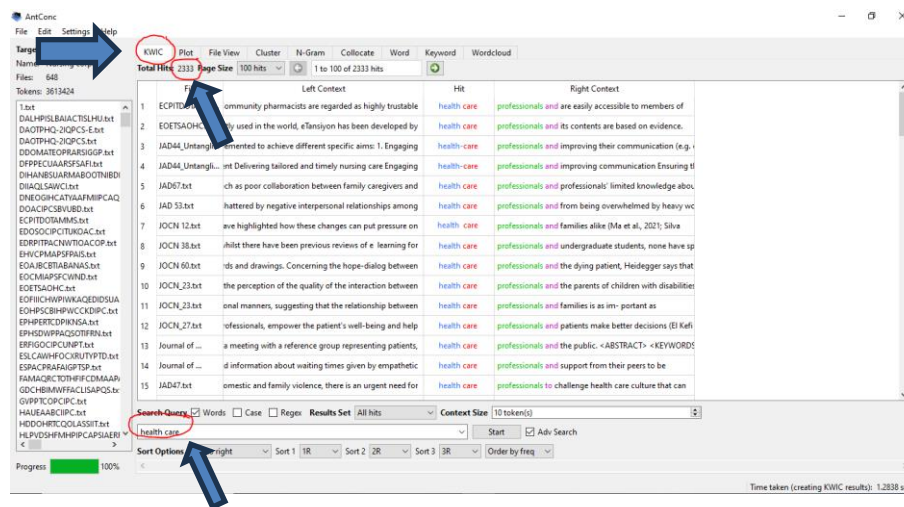 AntConc
File Edit Settings Help
KWIC Plot File View Cluster N-Gram Collocate Word Keyword Wordcloud
Total Hits 2333 Page Size 100 hits 1 to 100 of 2333 hits
Files: 648
Tokens: 3613424
Left Context Hit Right Context
1 ommunity pharmacists are regarded as highly trustable health care professionals and are easily accessible to members of
2 used in the world, eTansiyon has been developed by health-care professionals and its contents are based on evidence.
3 JAD44_Untangli... emented to achieve different specific aims: 1. Engaging health-care professionals and improving their communication (e.g.
4 JAD44_Untangli... ent Delivering tailored and timely nursing care Engaging health-care professionals and improving communication Ensuring
5 JAD67.txt ch as poor collaboration between family caregivers and health-care professionals and professionals' limited knowledge abou
6 JAD 53.txt hattered by negative interpersonal relationships among health care professionals and from being overwhelmed by heavy wo
7 JOCN 12.txt ave highlighted how these changes can put pressure on health care professionals and families alike (Ma et al., 2021; Silva
8 JOCN 38.txt hilst there have been previous reviews of e learning for health care professionals and undergraduate students, none have sp
9 JOCN 60.txt rds and drawings. Concerning the hope-dialog between health care professionals and the dying patient, Heidegger says that
10 JOCN_23.txt the perception of the quality of the interaction between health care professionals and the parents of children with disabilities
11 JOCN_23.txt onal manners, suggesting that the relationship between health care professionals and families is as im- portant as
12 JOCN_27.txt rofessionals, empower the patient's well-being and help health care professionals and patients make better decisions (El Kefi
13 Journal of ... a meeting with a reference group representing patients, health care professionals and the public. <ABSTRACT> <KEYWORDS
14 Journal of ... d information about waiting times given by empathetic health care professionals and support from their peers to be
15 JAD47.txt omestic and family violence, there is an urgent need for health care professionals to challenge health care culture that can
1.txt
DALHPISLBAIACTISLHU.txt
DAOTPHQ-2IQPCS-E.txt
DAOTPHQ-2IQPCS.txt
DDOMATEOPRARSIGGP.txt
DFPPECUAARSFSAFI.txt
DIHANBSUARMABOOTNIBDI
DIIAQLSAWCI.txt
DNEOGIHCATYAAFMIIPCAQ
DOACIPCSBVUBD.txt
ECPITDOTAMMS.txt
EDOSOCIPCITUKOAC.txt
EDRPITPACNWTIOACOP.txt
EHVCPMAPSFPAIS.txt
EOAJBCBTIABANAS.txt
EOCMIAPSFCWND.txt
EOETSAOHC.txt
EOFIIICHWPIWKAQEDIDSUA
EOHPSCBIHPWCCKDIPC.txt
EPHPERTCDPIKNSA.txt
EPHSDWPPAQSOTIFRN.txt
ERFIGOCIPCUNPT.txt
ESLCAWHFOCXRUTYPTD.txt
ESPACPRAFAIGPTSP.txt
FAMAQRCTOTHFIFCDMAAP
GDCHBIMWFFACLISAPQS.tx
GVPPTCOPCIPC.txt
HAUEAABCIIPC.txt
HDDOHRTCQOLASSIIT.txt
HLPVDSHFMHPIPCAPSIAERI
Search Query Words Case Regex Results Set All hits Context Size 10 token(s)
health care Start Adv Search
Sort Options right Sort 1 1R Sort 2 2R Sort 3 3R Order by freq
Progress 100%
Time taken (creating KWIC results): 1.2838 s